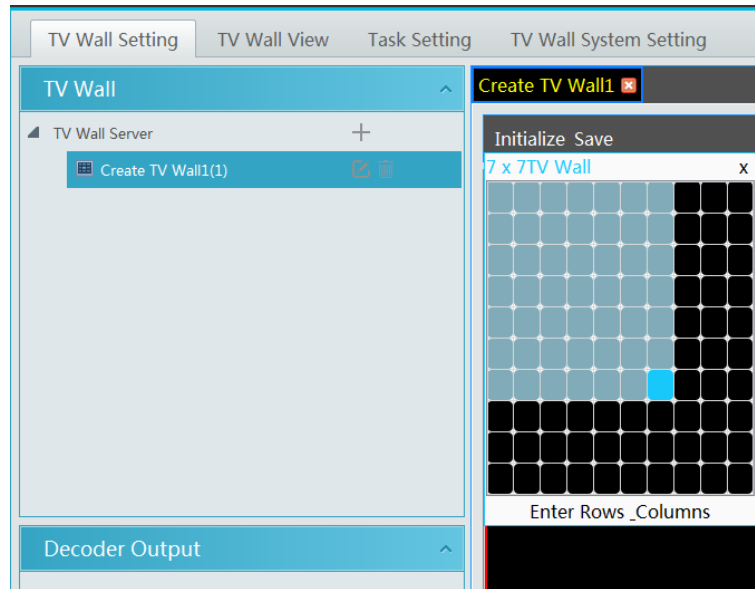 TV Wall Setting TV Wall View Task Setting TV Wall System Setting
TV Wall
TV Wall Server
Create TV Wall1(1)
Decoder Output
Create TV Wall1
Initialize Save
7 x 7TV Wall x
Enter Rows _Columns